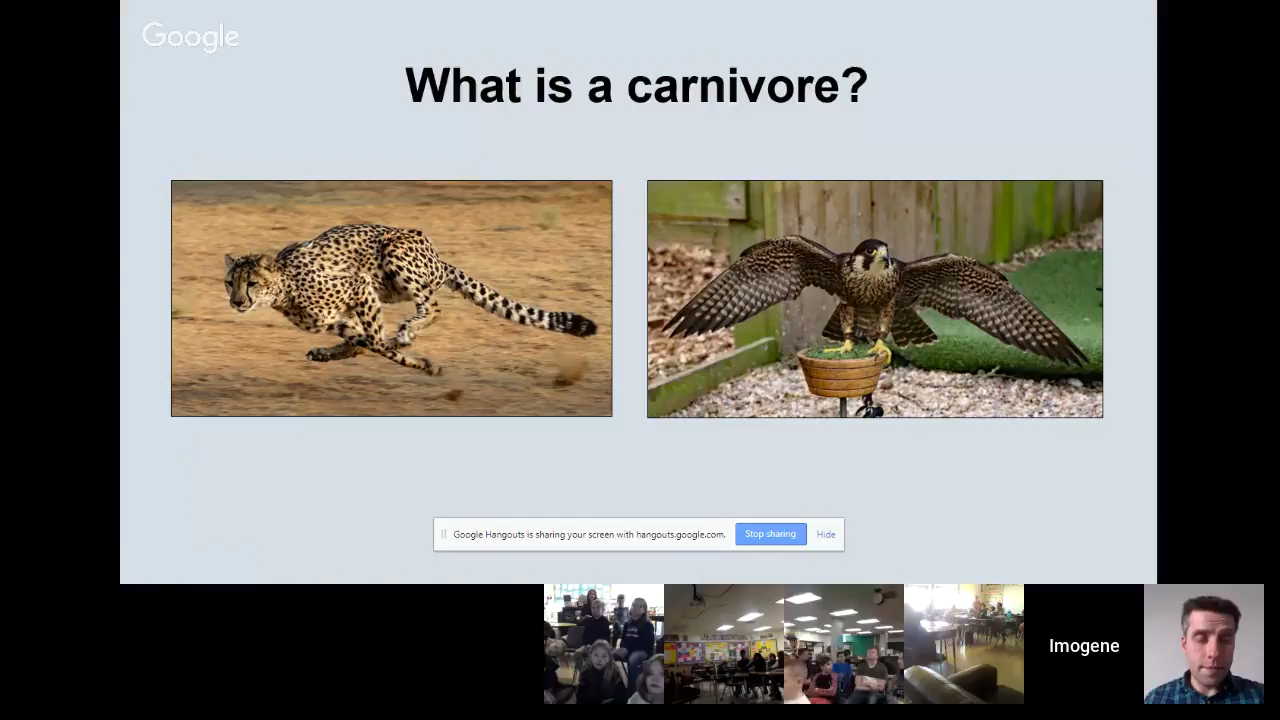 Google
What is a carnivore?
Google Hangouts is sharing your screen with hangouts.google.com.
Stop sharing
Hide
Imogene